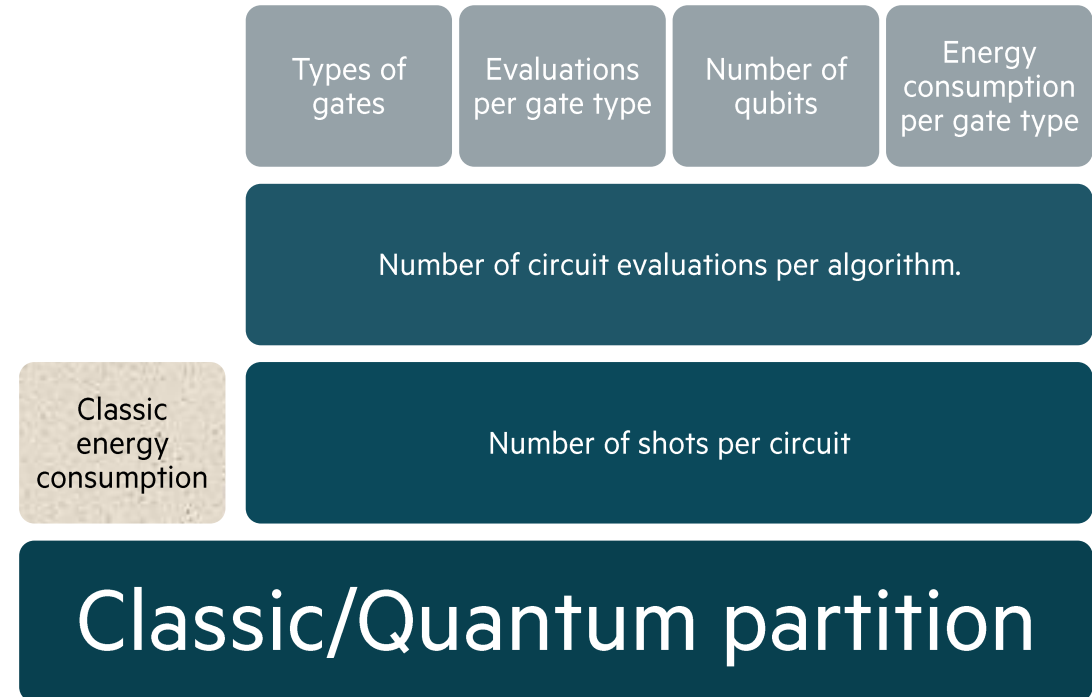 Types of
gates
Evaluations
per gate type
Number of
qubits
Energy
consumption
per gate type
Number of circuit evaluations per algorithm.
Classic
energy
consumption
Number of shots per circuit
Classic/Quantum partition